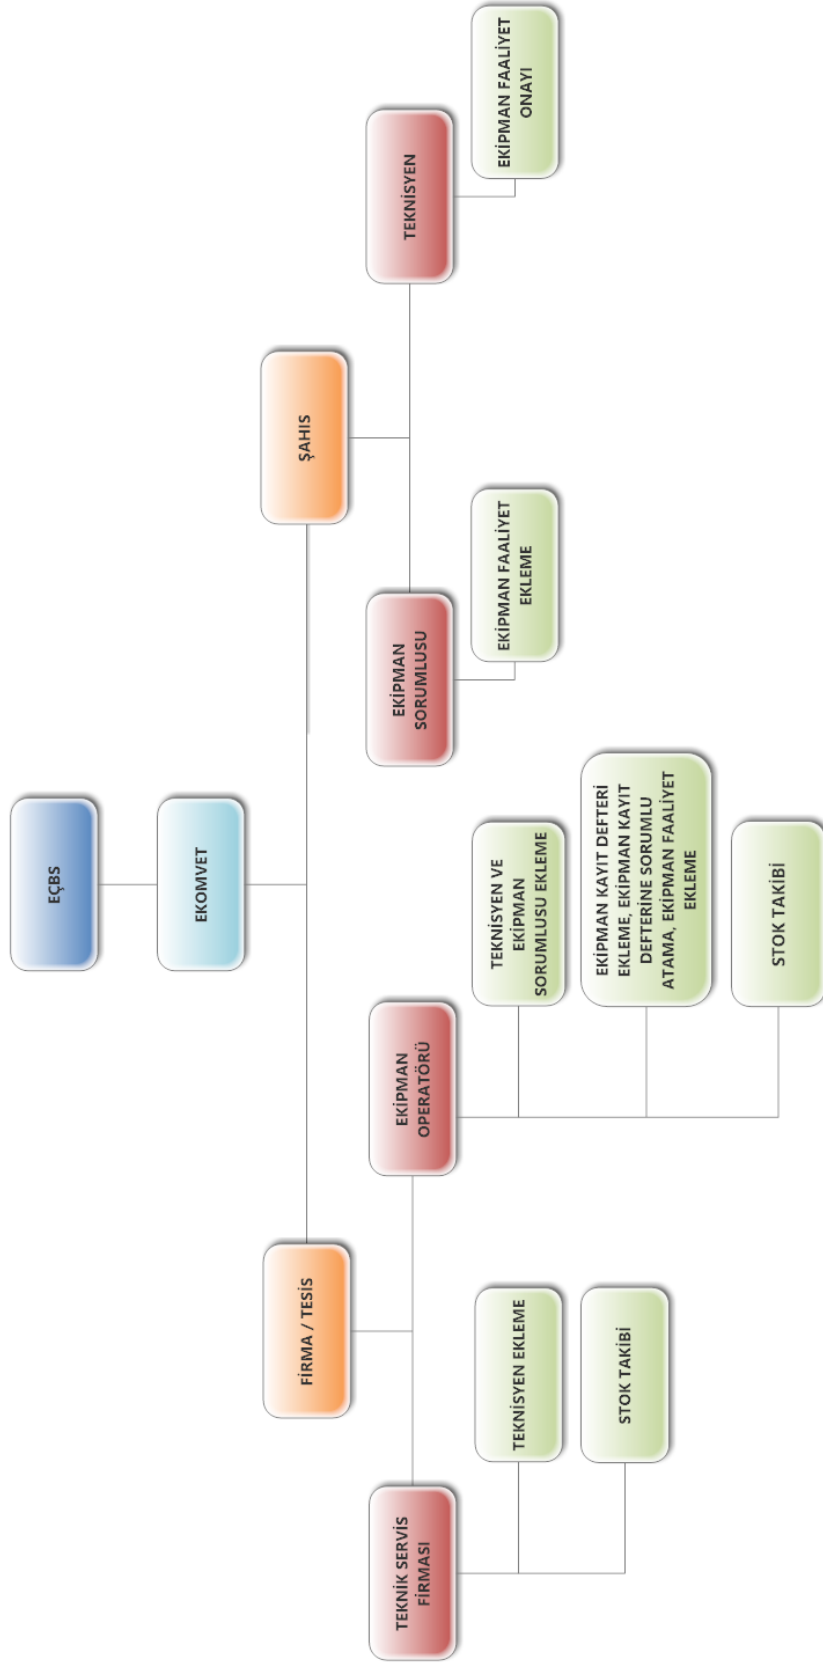 EÇBS
EKOMVET
FİRMA / TESİS
ŞAHIS
TEKNİK SERVİS
FİRMASI
EKİPMAN
OPERATÖRÜ
EKİPMAN
SORUMLUSU
TEKNİSYEN
TEKNİSYEN EKLEME
STOK TAKİBİ
TEKNİSYEN VE
EKİPMAN
SORUMLUSU EKLEME
EKİPMAN KAYIT DEFTERİ
EKLEME, EKİPMAN KAYIT
DEFTERİNE SORUMLU
ATAMA, EKİPMAN FAALİYET
EKLEME
STOK TAKİBİ
EKİPMAN FAALİYET
EKLEME
EKİPMAN FAALİYET
ONAYI